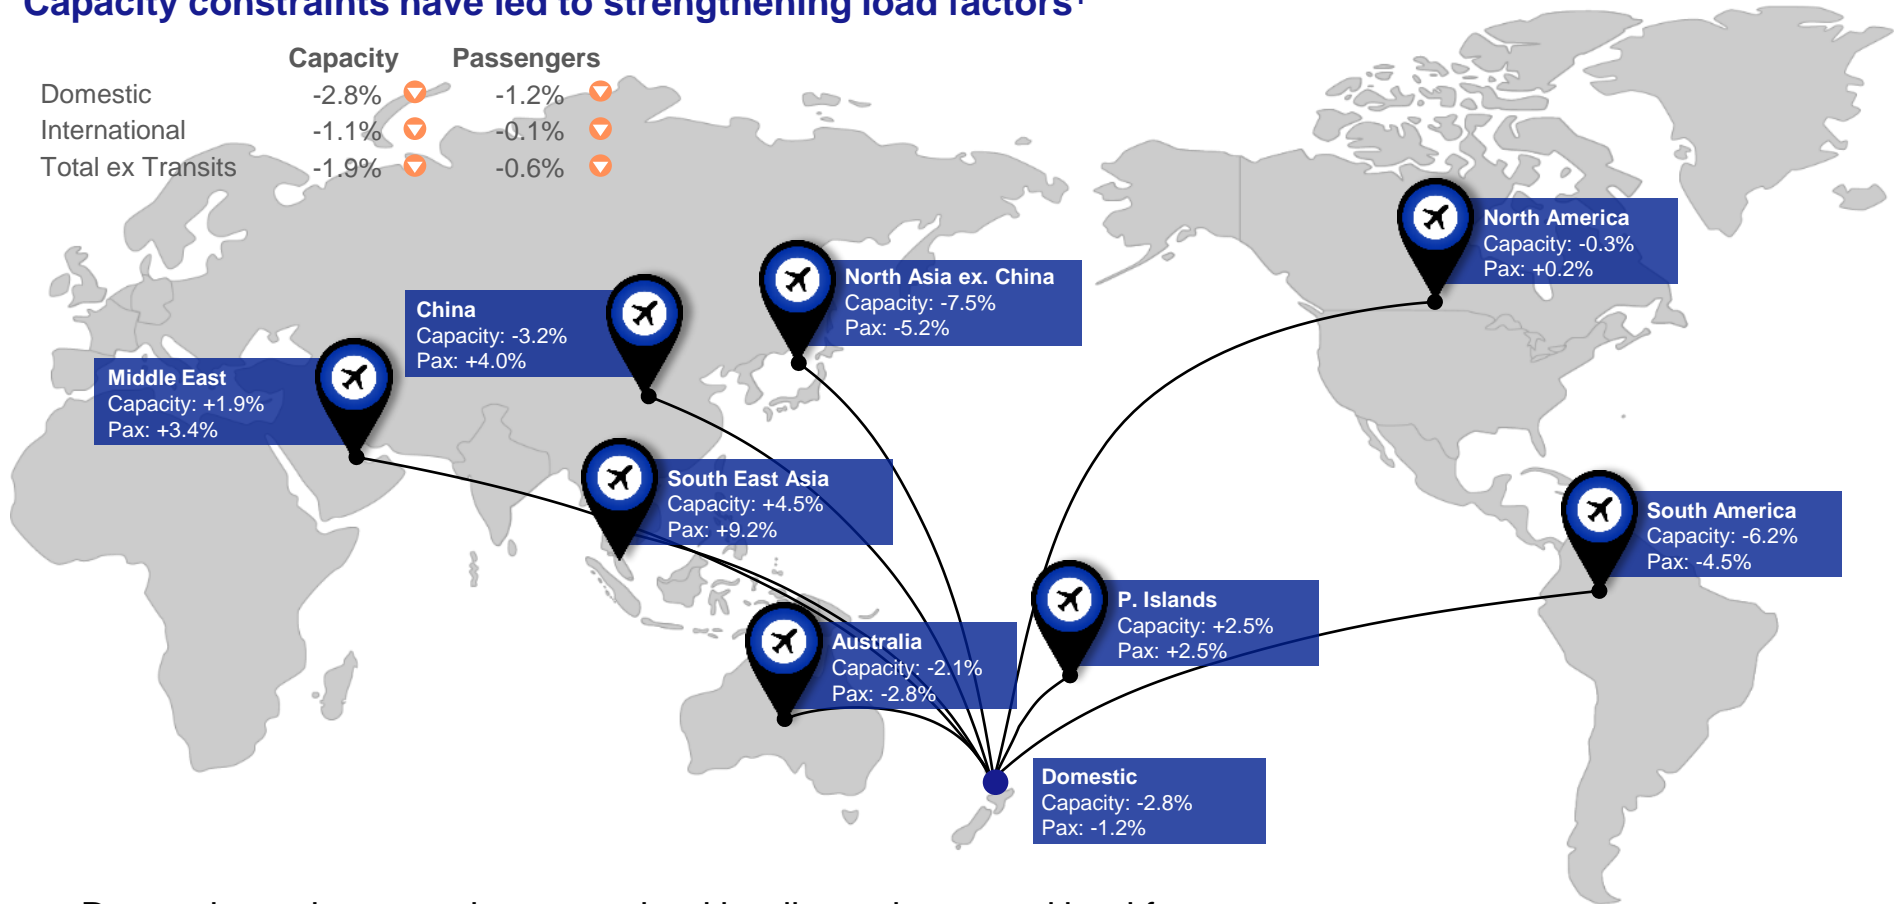 Capacity constraints have led to strengthening load factors¹
Capacity Passengers
Domestic -2.8% -1.2%
International -1.1% -0.1%
Total ex Transits -1.9% -0.6%
North America
Capacity: -0.3%
Pax: +0.2%
North Asia ex. China
Capacity: -7.5%
Pax: -5.2%
China
Capacity: -3.2%
Pax: +4.0%
Middle East
Capacity: +1.9%
Pax: +3.4%
South East Asia
Capacity: +4.5%
Pax: +9.2%
South America
Capacity: -6.2%
Pax: -4.5%
P. Islands
Capacity: +2.5%
Pax: +2.5%
Australia
Capacity: -2.1%
Pax: -2.8%
Domestic
Capacity: -2.8%
Pax: -1.2%